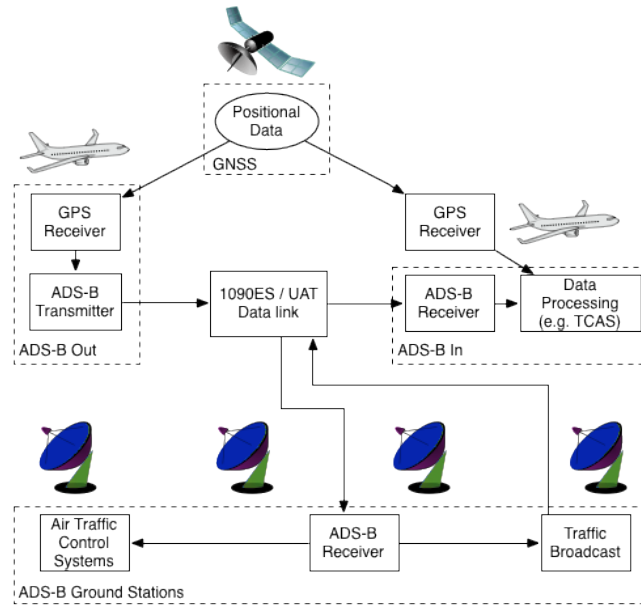 Positional
Data
GNSS
GPS
Receiver
GPS
Receiver
ADS-B
Transmitter
1090ES / UAT
Data link
ADS-B
Receiver
Data
Processing
(e.g. TCAS)
ADS-B Out
ADS-B In
Air Traffic
Control
Systems
ADS-B
Receiver
Traffic
Broadcast
ADS-B Ground Stations